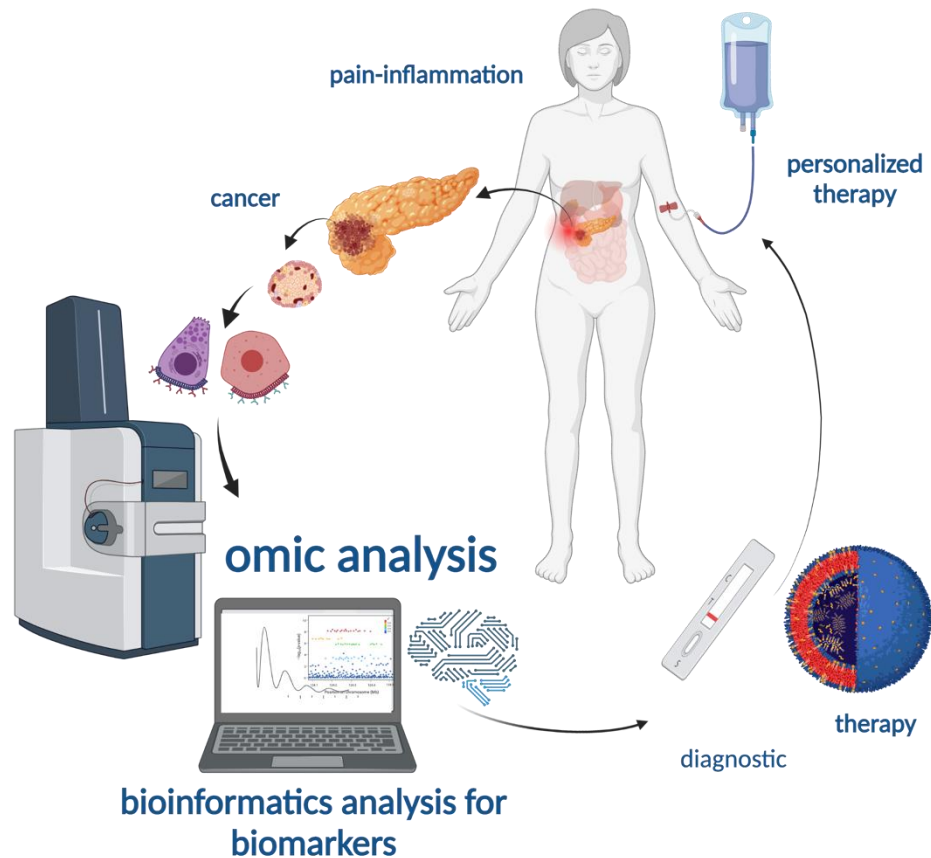 pain-inflammation
cancer
personalized
therapy
omic analysis
therapy
diagnostic
bioinformatics analysis for
biomarkers